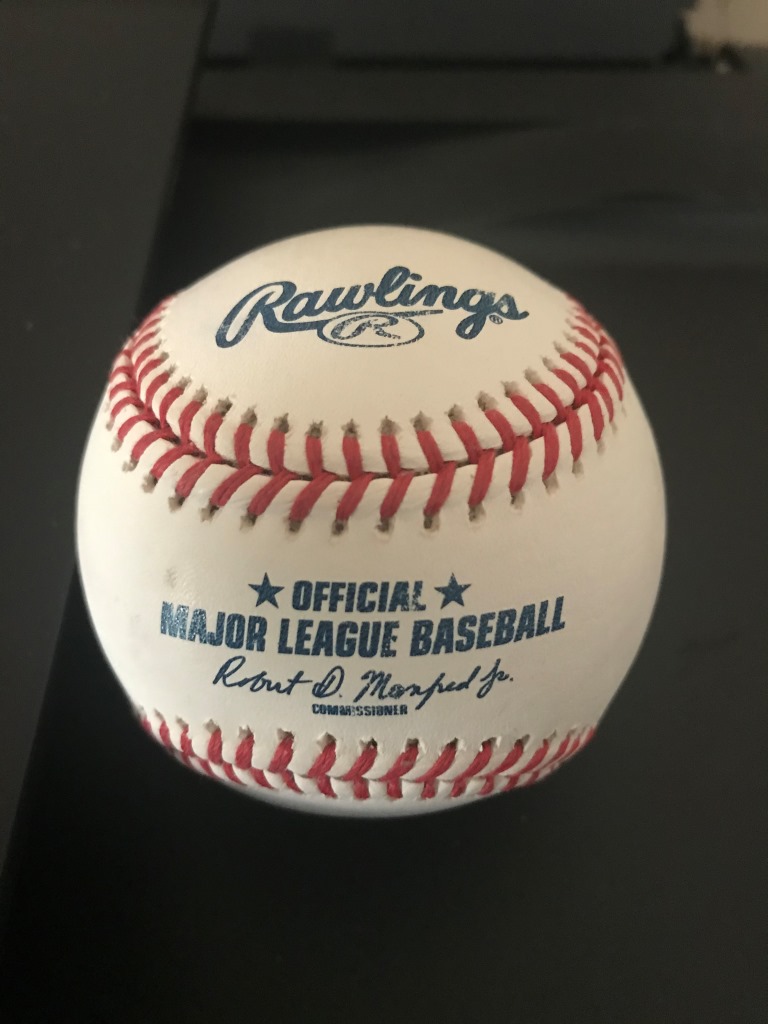 Rawlings®
R
★ OFFICIAL ★
MAJOR LEAGUE BASEBALL
Robert D. Manfred Jr.
COMMISSIONER